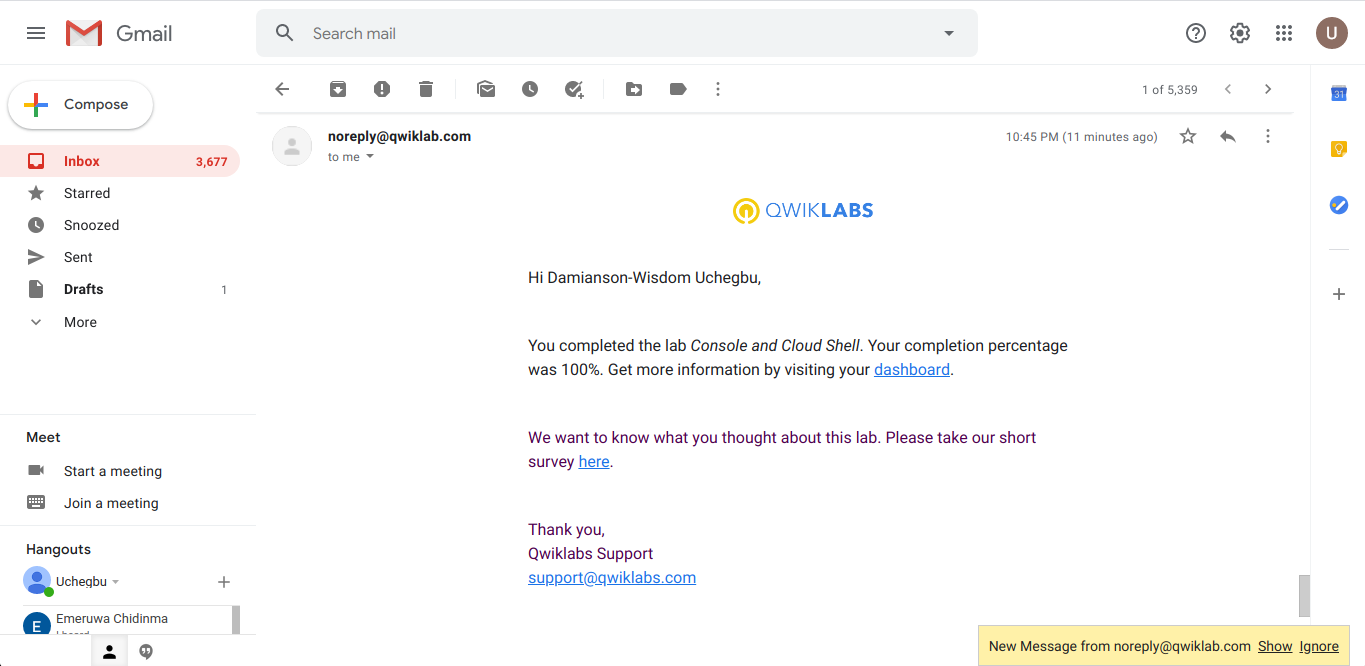 Gmail
Search mail
U
Compose
1 of 5,359
31
Inbox 3,677
Starred
Snoozed
Sent
Drafts 1
More
Meet
Start a meeting
Join a meeting
Hangouts
Uchegbu
E
Emeruwa Chidinma
noreply@qwiklab.com
10:45 PM (11 minutes ago)
to me
QWIKLABS
Hi Damianson-Wisdom Uchegbu,
You completed the lab Console and Cloud Shell. Your completion percentage
was 100%. Get more information by visiting your dashboard.
We want to know what you thought about this lab. Please take our short
survey here.
Thank you,
Qwiklabs Support
support@qwiklabs.com
New Message from noreply@qwiklab.com Show Ignore